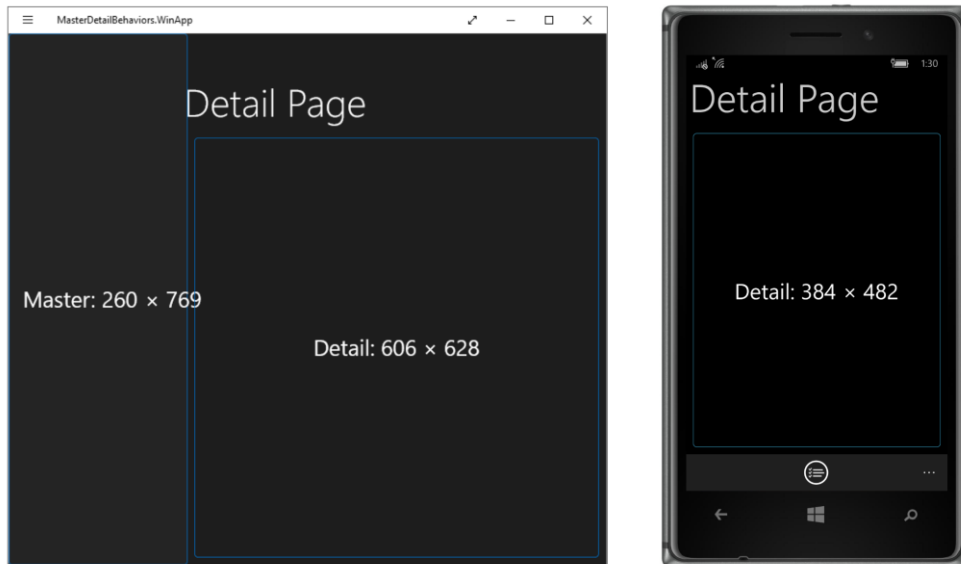 MasterDetailBehaviors.WinApp
Detail Page
Master: 260 × 769
Detail: 606 × 628
1:30
Detail Page
Detail: 384 × 482